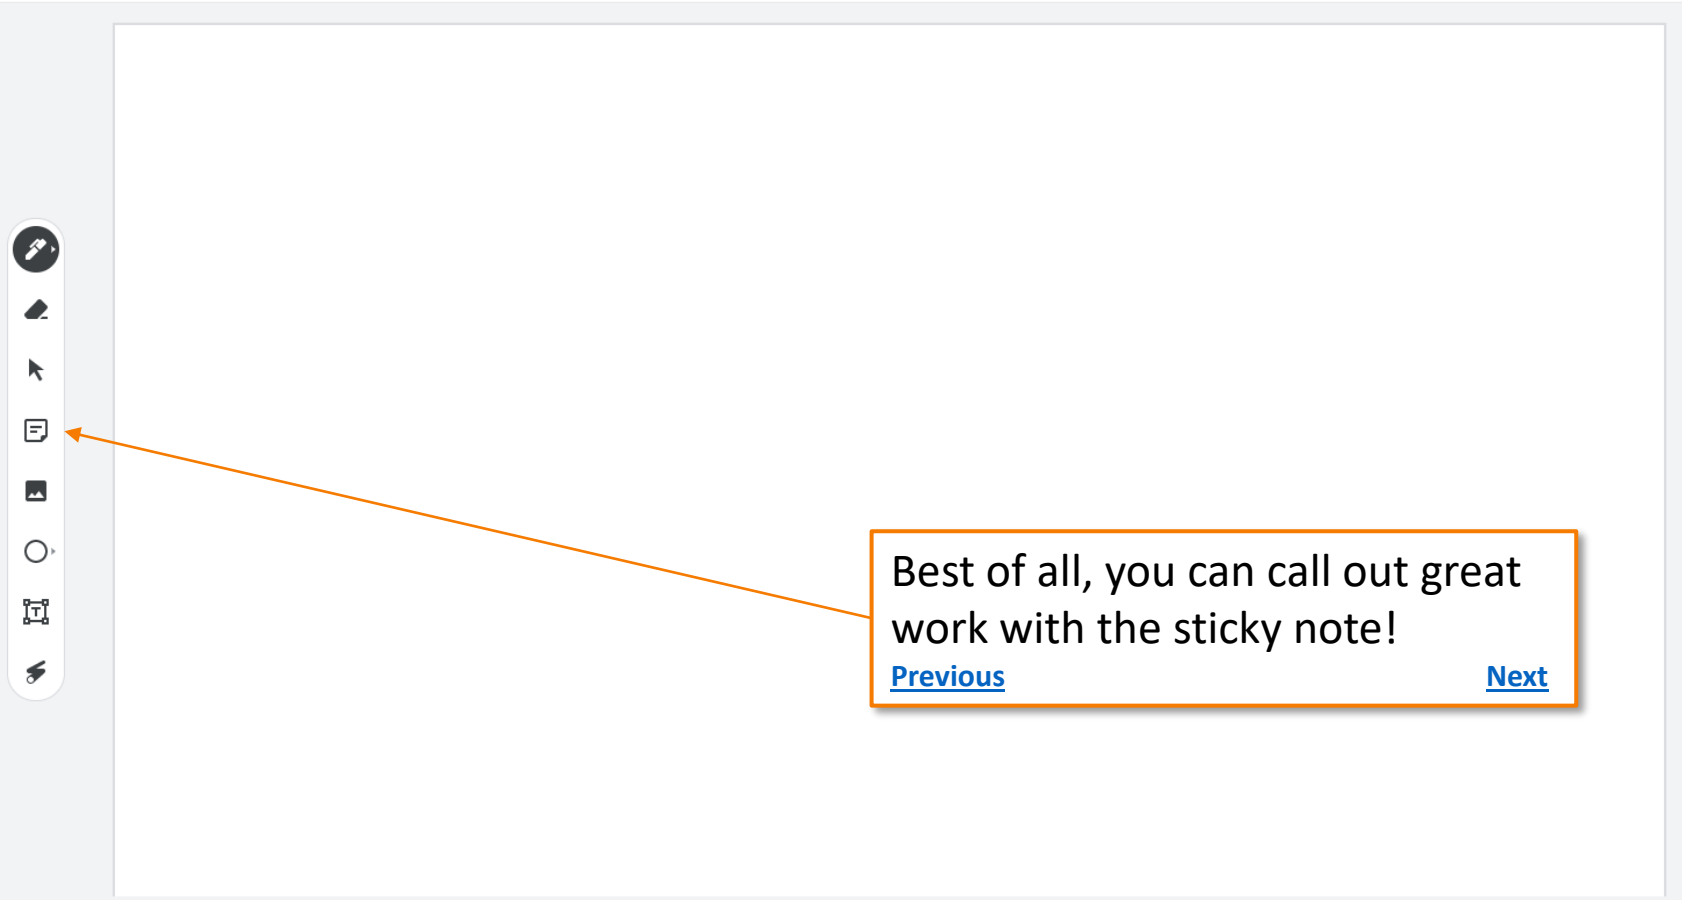 Best of all, you can call out great
work with the sticky note!
Previous Next